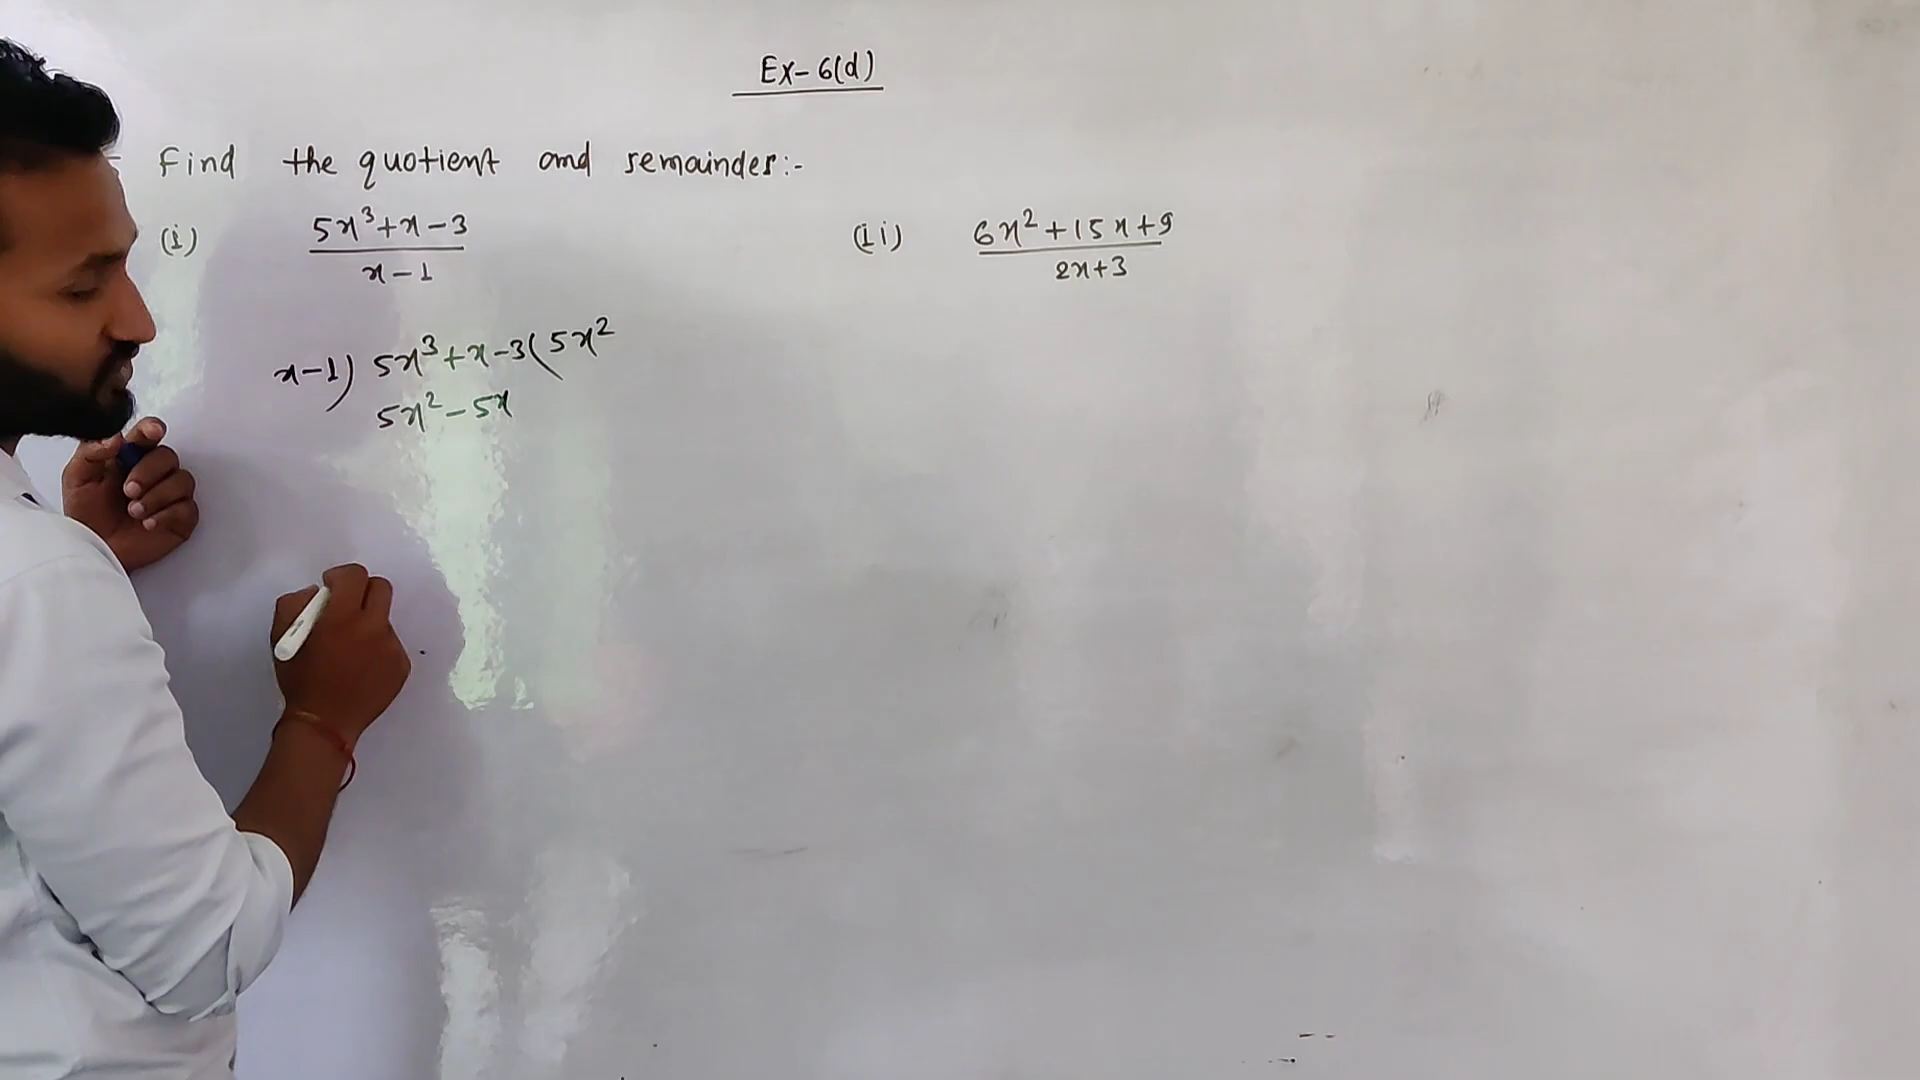 Ex-6(d)
Find the quotient and remainder:-
(i) 5x³+x-3 / x-1
(ii) 6x²+15x+9 / 2x+3
x-1) 5x³+x-3( 5x²
5x²-5x